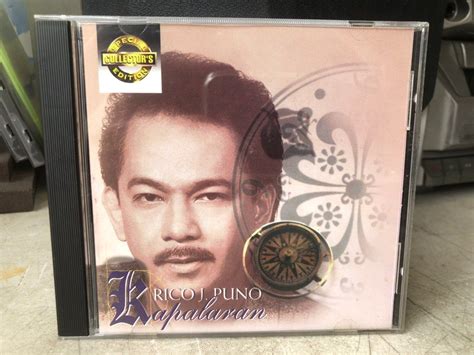 SPECIAL
COLLECTOR'S
EDITION
RICO J. PUNO
Kapalaran